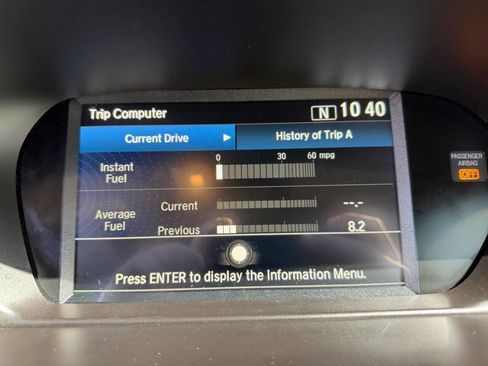 Trip Computer N 10 40
Current Drive History of Trip A
Instant Fuel 0 30 60 mpg
PASSENGER AIRBAG OFF
Average Fuel
Current --.-
Previous 8.2
Press ENTER to display the Information Menu.